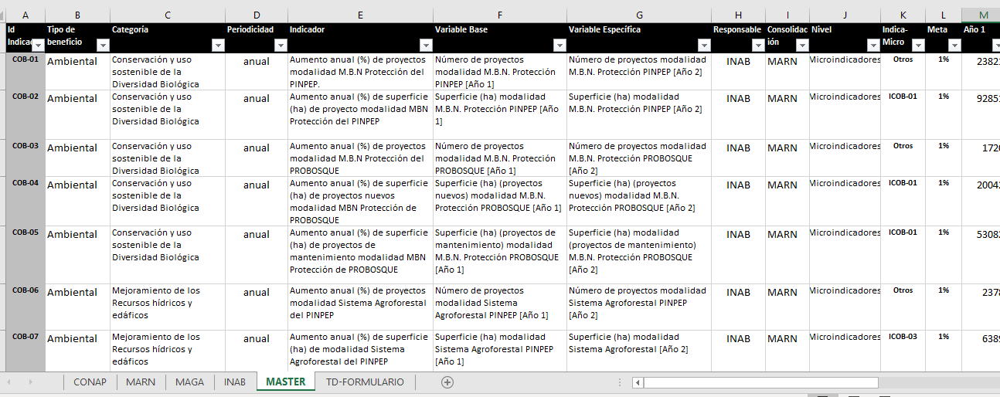 A B C D E F G H I J K L M
Id Indicac Tipo de beneficio Categoría Periodicidad Indicador Variable Base Variable Específica Responsable Consolidación Nivel Indica-Micro Meta Año 1
COB-01 Ambiental Conservación y uso sostenible de la Diversidad Biológica anual Aumento anual (%) de proyectos modalidad M.B.N Protección del PINPEP. Número de proyectos modalidad M.B.N. Protección PINPEP [Año 1] Número de proyectos modalidad M.B.N. Protección PINPEP [Año 2] INAB MARN Microindicadores Otros 1% 2382
COB-02 Ambiental Conservación y uso sostenible de la Diversidad Biológica anual Aumento anual (%) de superficie (ha) de proyecto modalidad MBN Protección del PINPEP Superficie (ha) modalidad M.B.N. Protección PINPEP [Año 1] Superficie (ha) modalidad M.B.N. Protección PINPEP [Año 2] INAB MARN Microindicadores ICOB-01 1% 9285
COB-03 Ambiental Conservación y uso sostenible de la Diversidad Biológica anual Aumento anual (%) de proyectos modalidad M.B.N Protección del PROBOSQUE Número de proyectos modalidad M.B.N. Protección PROBOSQUE [Año 1] Número de proyectos modalidad M.B.N. Protección PROBOSQUE [Año 2] INAB MARN Microindicadores Otros 1% 172
COB-04 Ambiental Conservación y uso sostenible de la Diversidad Biológica anual Aumento anual (%) de superficie (ha) de proyectos nuevos modalidad MBN Protección de PROBOSQUE Superficie (ha) (proyectos nuevos) modalidad M.B.N. Protección PROBOSQUE [Año 1] Superficie (ha) (proyectos nuevos) modalidad M.B.N. Protección PROBOSQUE [Año 2] INAB MARN Microindicadores ICOB-01 1% 2004
COB-05 Ambiental Conservación y uso sostenible de la Diversidad Biológica anual Aumento anual (%) de superficie (ha) de proyectos de mantenimiento modalidad MBN Protección de PROBOSQUE Superficie (ha) (proyectos de mantenimiento) modalidad M.B.N. Protección PROBOSQUE [Año 1] Superficie (ha) modalidad (proyectos de mantenimiento) M.B.N. Protección PROBOSQUE [Año 2] INAB MARN Microindicadores ICOB-01 1% 5308
COB-06 Ambiental Mejoramiento de los Recursos hídricos y edáficos anual Aumento anual (%) de proyectos modalidad Sistema Agroforestal del PINPEP Número de proyectos modalidad Sistema Agroforestal PINPEP [Año 1] Número de proyectos modalidad Sistema Agroforestal PINPEP [Año 2] INAB MARN Microindicadores Otros 1% 237
COB-07 Ambiental Mejoramiento de los Recursos hídricos y edáficos anual Aumento anual (%) de superficie (ha) de modalidad Sistema Agroforestal del PINPEP Superficie (ha) modalidad Sistema Agroforestal PINPEP [Año 1] Superficie (ha) modalidad Sistema Agroforestal [Año 2] INAB MARN Microindicadores ICOB-03 1% 638
CONAP MARN MAGA INAB MASTER TD-FORMULARIO